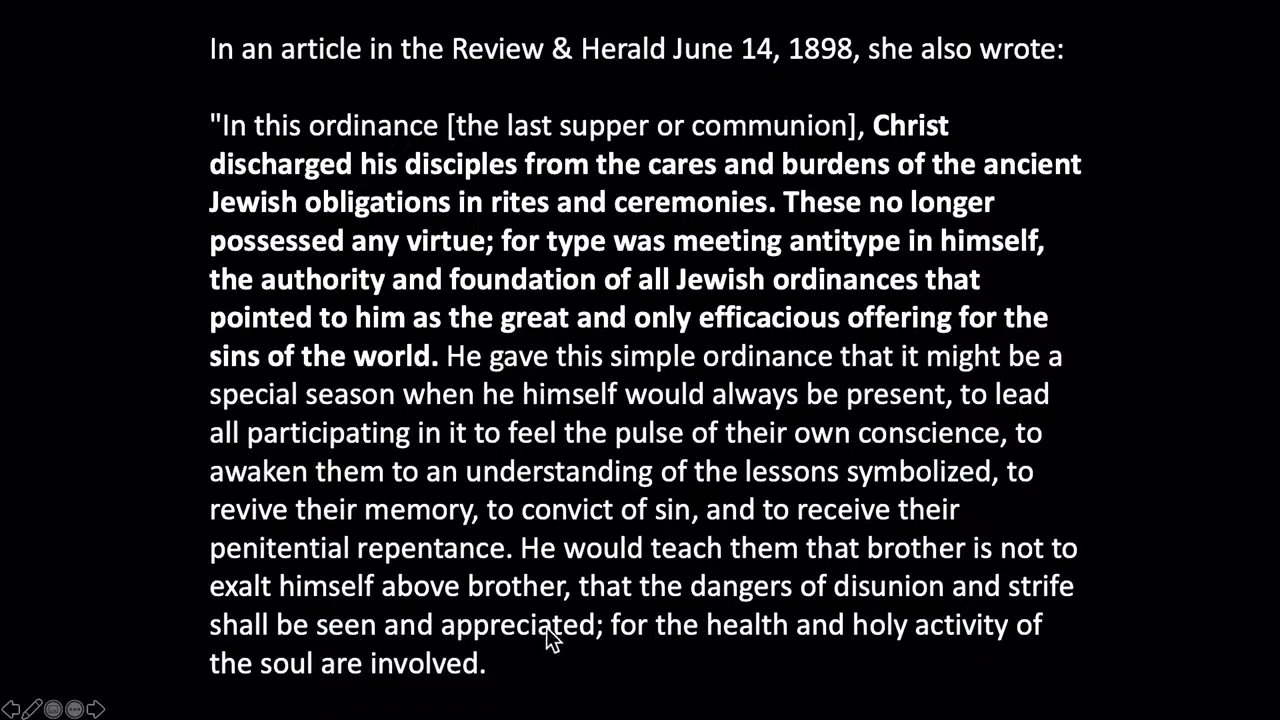 In an article in the Review & Herald June 14, 1898, she also wrote:
"In this ordinance [the last supper or communion], Christ
discharged his disciples from the cares and burdens of the ancient
Jewish obligations in rites and ceremonies. These no longer
possessed any virtue; for type was meeting antitype in himself,
the authority and foundation of all Jewish ordinances that
pointed to him as the great and only efficacious offering for the
sins of the world. He gave this simple ordinance that it might be a
special season when he himself would always be present, to lead
all participating in it to feel the pulse of their own conscience, to
awaken them to an understanding of the lessons symbolized, to
revive their memory, to convict of sin, and to receive their
penitential repentance. He would teach them that brother is not to
exalt himself above brother, that the dangers of disunion and strife
shall be seen and appreciated; for the health and holy activity of
the soul are involved.